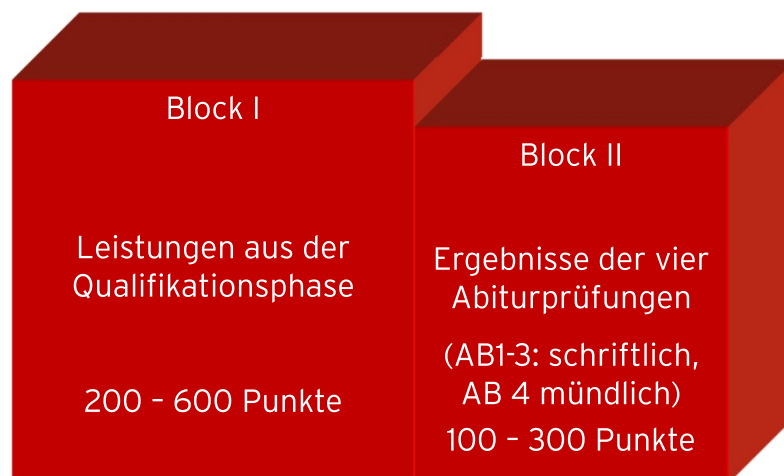 Block I
Leistungen aus der
Qualifikationsphase
200 – 600 Punkte
Block II
Ergebnisse der vier
Abiturprüfungen
(AB1-3: schriftlich,
AB 4 mündlich)
100 – 300 Punkte